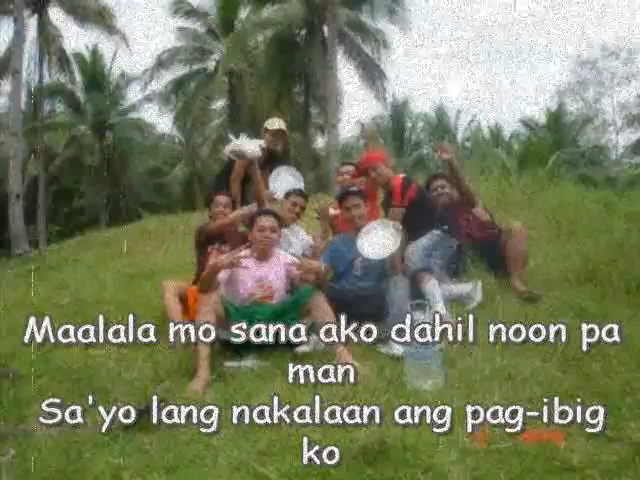 Maalala mo sana ako dahil noon pa
man
Sa'yo lang nakalaan ang pag-ibig
ko